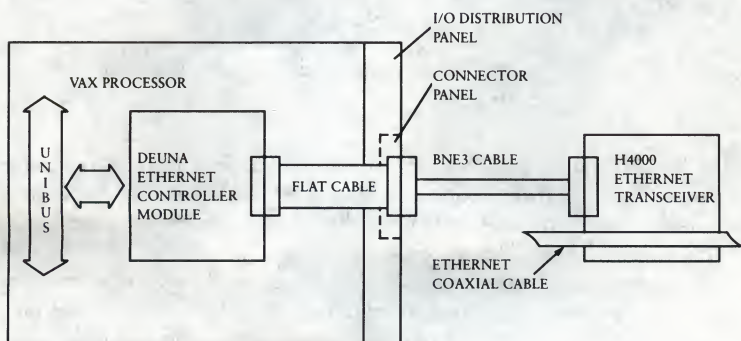 I/O DISTRIBUTION
PANEL
VAX PROCESSOR
CONNECTOR
PANEL
UNIBUS
DEUNA
ETHERNET
CONTROLLER
MODULE
FLAT CABLE
BNE3 CABLE
H4000
ETHERNET
TRANSCEIVER
ETHERNET
COAXIAL CABLE